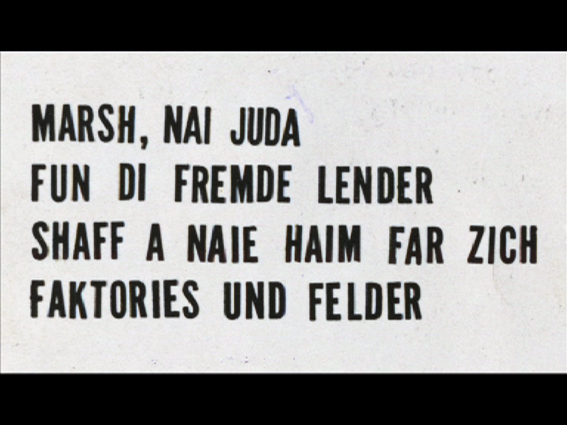 MARSH, NAI JUDA
FUN DI FREMDE LENDER
SHAFF A NAIE HAIM FAR ZICH
FAKTORIES UND FELDER